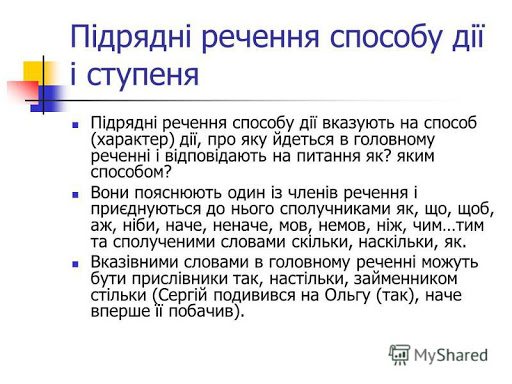 Підрядні речення способу дії
і ступеня
Підрядні речення способу дії вказують на спосіб
(характер) дії, про яку йдеться в головному
реченні і відповідають на питання як? яким
способом?
Вони пояснюють один із членів речення і
приєднуються до нього сполучниками як, що, щоб,
аж, ніби, наче, неначе, мов, немов, ніж, чим…тим
та сполученими словами скільки, наскільки, як.
Вказівними словами в головному реченні можуть
бути прислівники так, настільки, займенником
стільки (Сергій подивився на Ольгу (так), наче
вперше її побачив).
MyShared